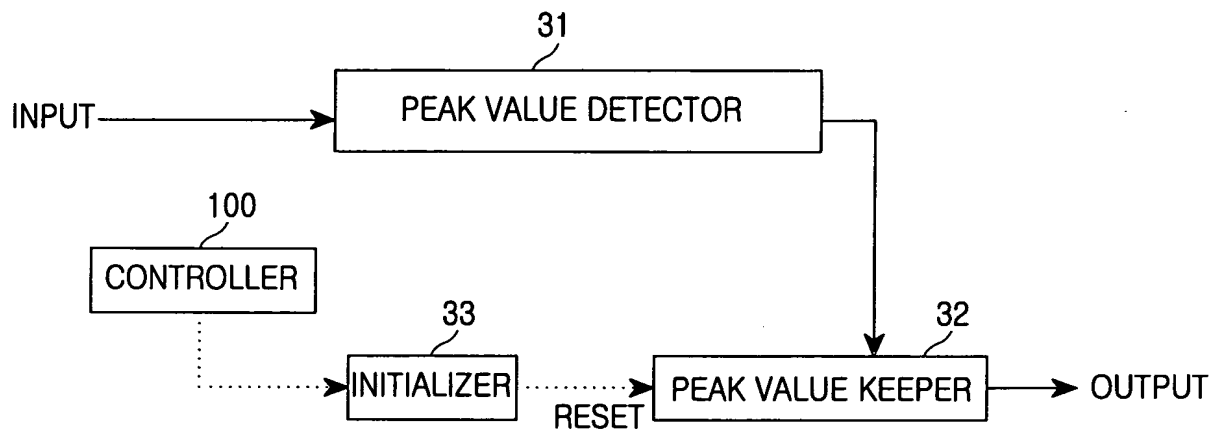 31
INPUT
PEAK VALUE DETECTOR
100
CONTROLLER
33
INITIALIZER
RESET
32
PEAK VALUE KEEPER
OUTPUT